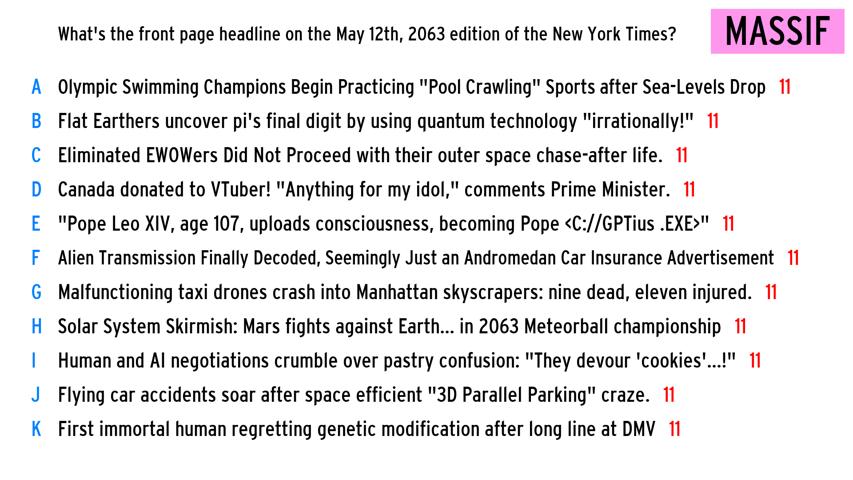 What's the front page headline on the May 12th, 2063 edition of the New York Times? MASSIF
A Olympic Swimming Champions Begin Practicing "Pool Crawling" Sports after Sea-Levels Drop 11
B Flat Earthers uncover pi's final digit by using quantum technology "irrationally!" 11
C Eliminated EWOWers Did Not Proceed with their outer space chase-after life. 11
D Canada donated to VTuber! "Anything for my idol," comments Prime Minister. 11
E "Pope Leo XIV, age 107, uploads consciousness, becoming Pope <C://GPTius .EXE>" 11
F Alien Transmission Finally Decoded, Seemingly Just an Andromedan Car Insurance Advertisement 11
G Malfunctioning taxi drones crash into Manhattan skyscrapers: nine dead, eleven injured. 11
H Solar System Skirmish: Mars fights against Earth... in 2063 Meteorball championship 11
I Human and AI negotiations crumble over pastry confusion: "They devour 'cookies'...!" 11
J Flying car accidents soar after space efficient "3D Parallel Parking" craze. 11
K First immortal human regretting genetic modification after long line at DMV 11